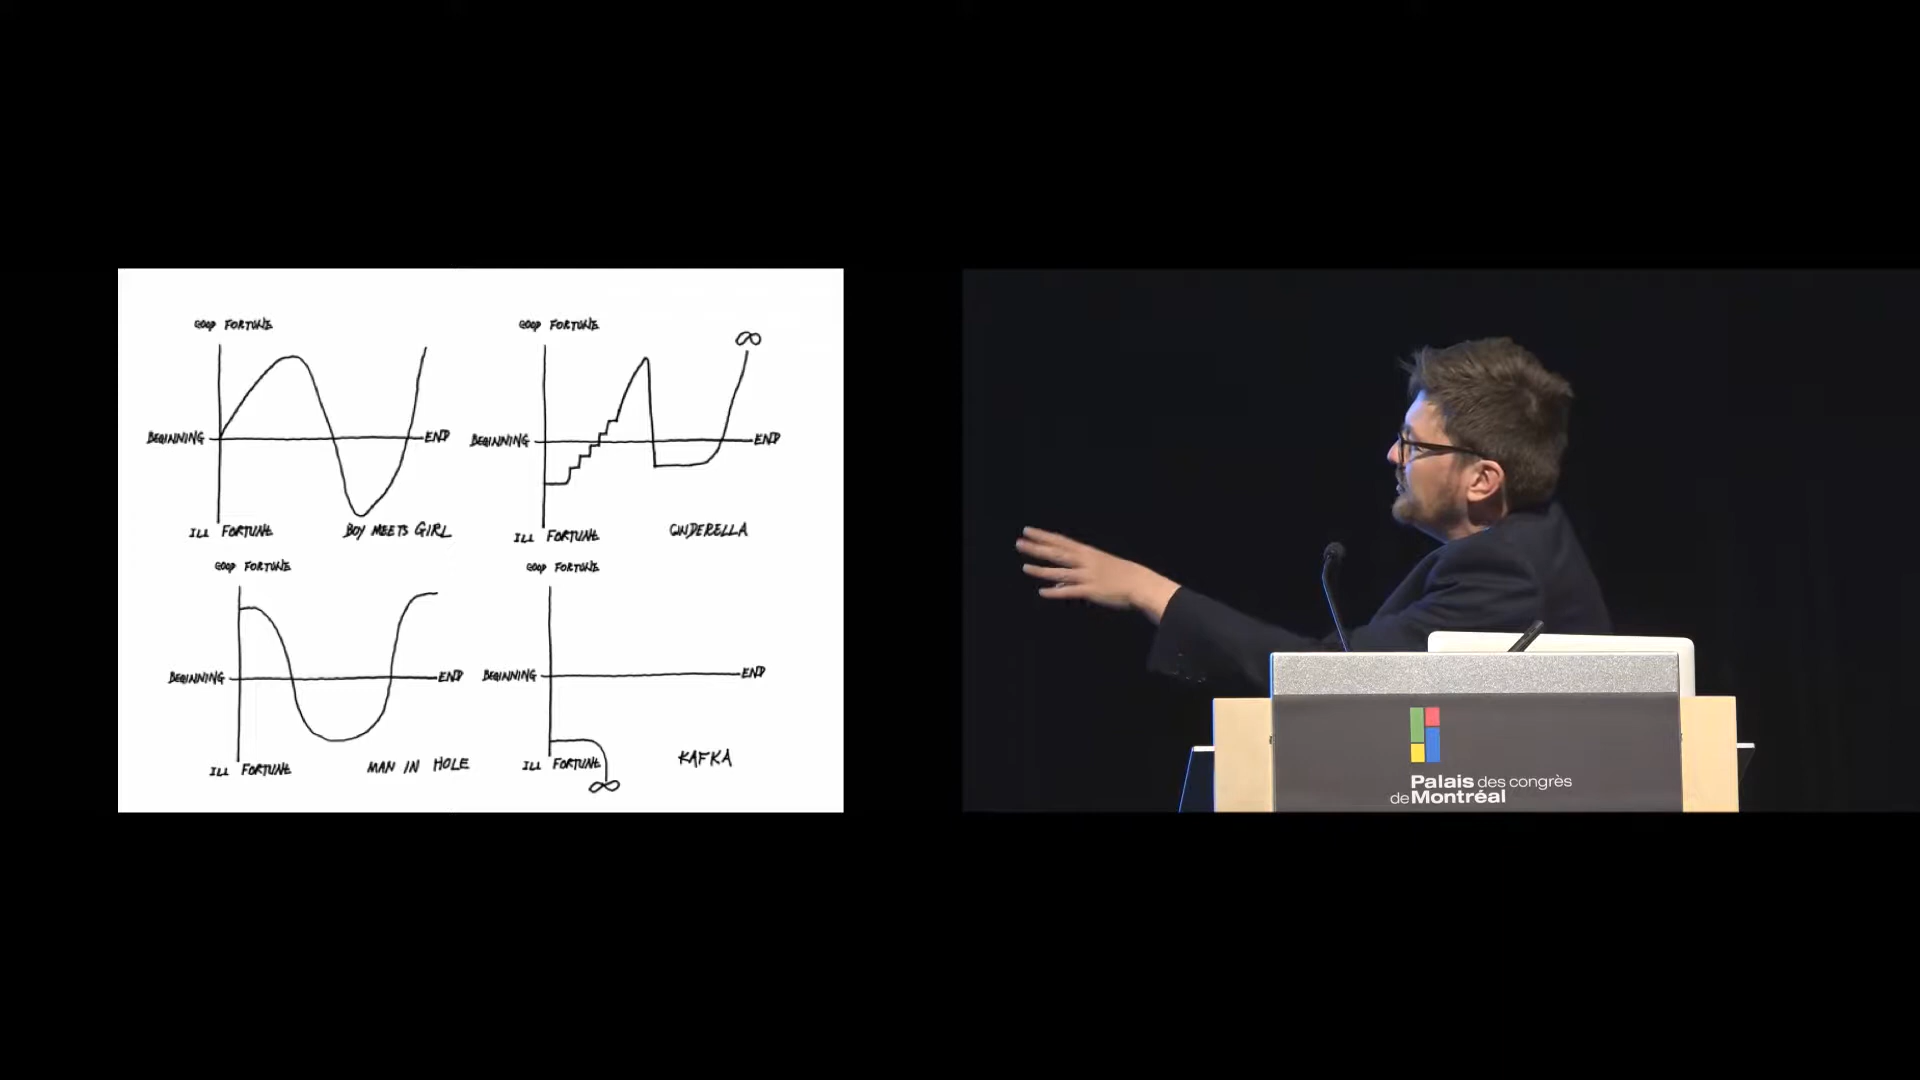 GOOD FORTUNE
BEGINNING
END
ILL FORTUNE
BOY MEETS GIRL
GOOD FORTUNE
∞
BEGINNING
END
ILL FORTUNE
CINDERELLA
GOOD FORTUNE
BEGINNING
END
ILL FORTUNE
MAN IN HOLE
GOOD FORTUNE
BEGINNING
END
ILL FORTUNE
∞
KAFKA
Palais des congrès
de Montréal